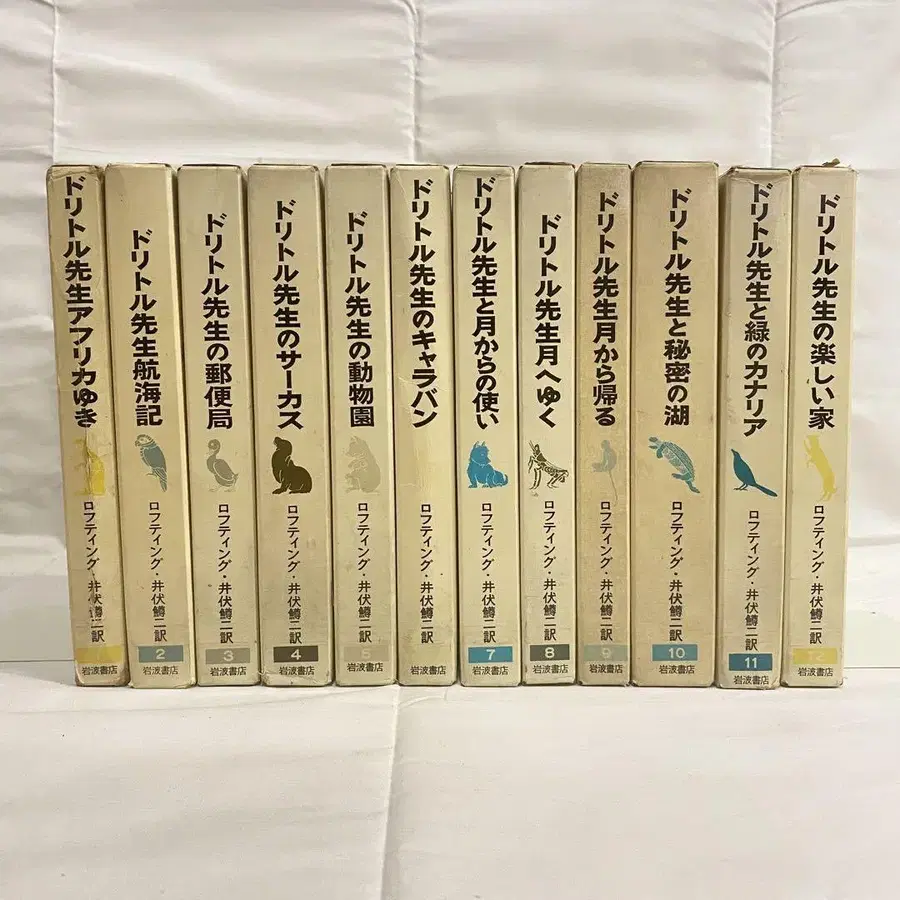 ドリトル先生アフリカゆき
ロフティング・井伏鱒二訳
岩波書店
ドリトル先生航海記
ロフティング・井伏鱒二訳
2
岩波書店
ドリトル先生の郵便局
ロフティング・井伏鱒二訳
3
岩波書店
ドリトル先生のサーカス
ロフティング・井伏鱒二訳
4
岩波書店
ドリトル先生の動物園
ロフティング・井伏鱒二訳
5
岩波書店
ドリトル先生のキャラバン
ロフティング・井伏鱒二訳
岩波書店
ドリトル先生と月からの使い
ロフティング・井伏鱒二訳
7
岩波書店
ドリトル先生月へゆく
ロフティング・井伏鱒二訳
8
岩波書店
ドリトル先生月から帰る
ロフティング・井伏鱒二訳
9
岩波書店
ドリトル先生と秘密の湖
ロフティング・井伏鱒二訳
10
岩波書店
ドリトル先生と緑のカナリア
ロフティング・井伏鱒二訳
11
岩波書店
ドリトル先生の楽しい家
ロフティング・井伏鱒二訳
12
岩波書店